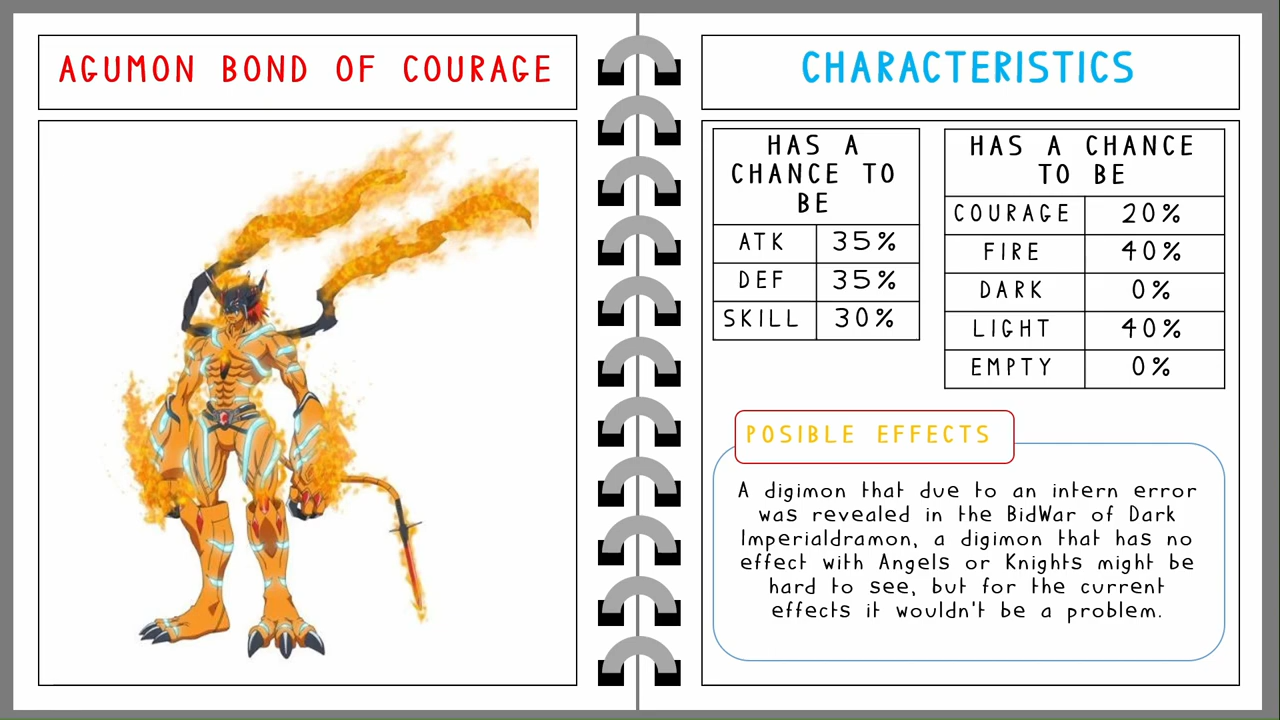 AGUMON BOND OF COURAGE
CHARACTERISTICS
HAS A
CHANCE TO
BE
ATK 35%
DEF 35%
SKILL 30%
HAS A CHANCE
TO BE
COURAGE 20%
FIRE 40%
DARK 0%
LIGHT 40%
EMPTY 0%
POSIBLE EFFECTS
A digimon that due to an intern error
was revealed in the BidWar of Dark
Imperialdramon, a digimon that has no
effect with Angels or Knights might be
hard to see, but for the current
effects it wouldn't be a problem.